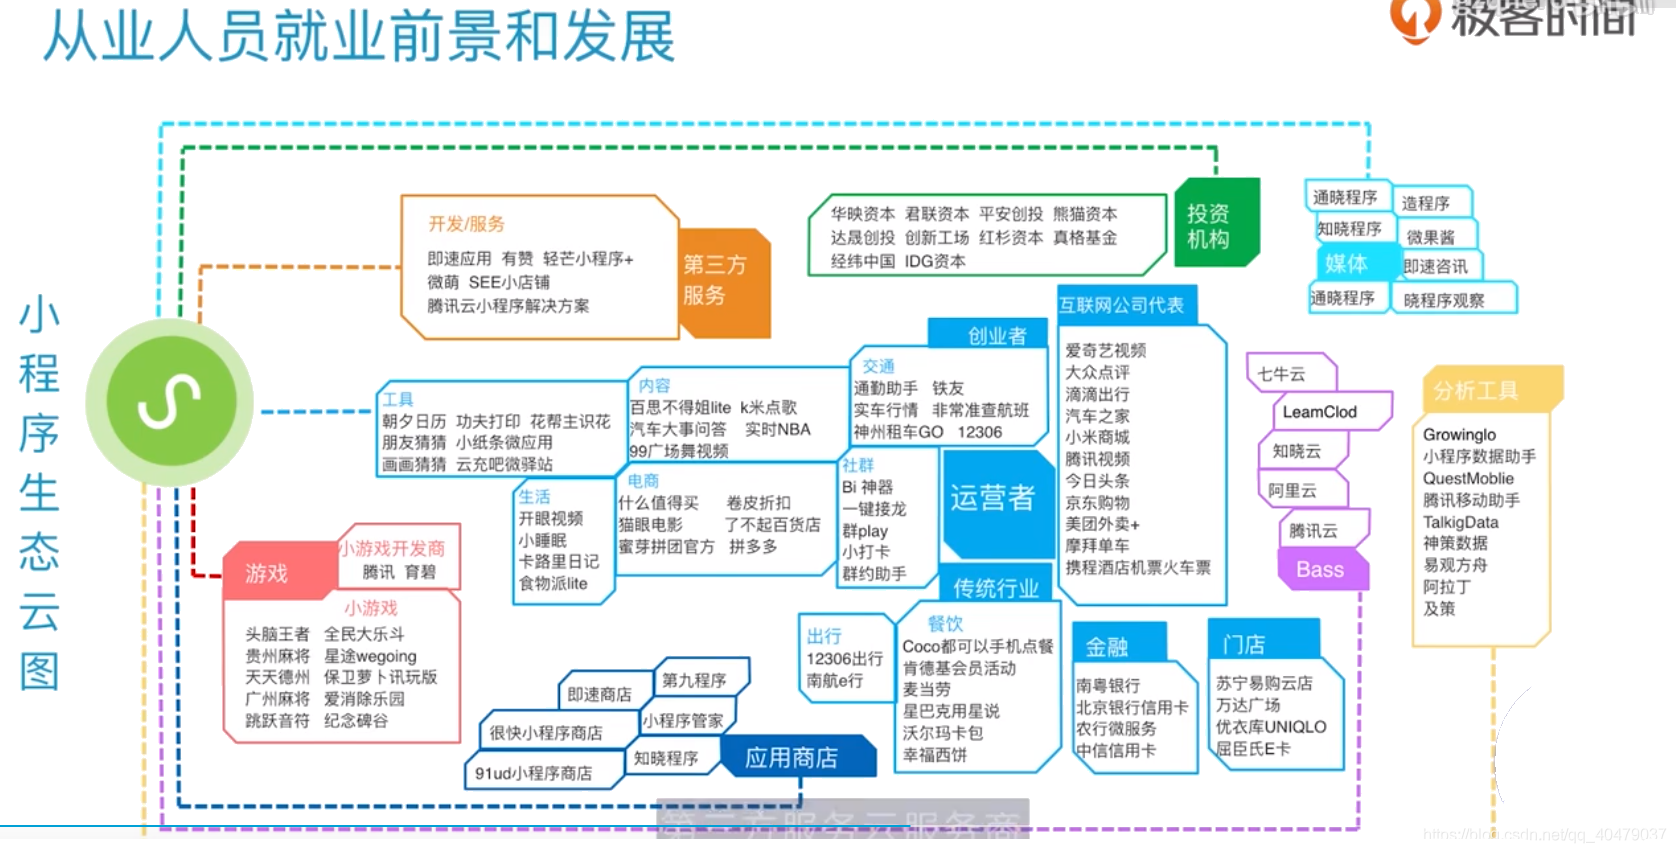 从业人员就业前景和发展
极客时间
小程序生态云图
开发/服务
即速应用 有赞 轻芒小程序+
微萌 SEE小店铺
腾讯云小程序解决方案
第三方
服务
华映资本 君联资本 平安创投 熊猫资本
达晟创投 创新工场 红杉资本 真格基金
经纬中国 IDG资本
投资
机构
通晓程序
造程序
知晓程序
微果酱
媒体
即速咨讯
通晓程序
晓程序观察
工具
朝夕日历 功夫打印 花帮主识花
朋友猜猜 小纸条微应用
画画猜猜 云充吧微驿站
内容
百思不得姐lite k米点歌
汽车大事问答 实时NBA
99广场舞视频
创业者
交通
通勤助手 铁友
实车行情 非常准查航班
神州租车GO 12306
生活
开眼视频
小睡眠
卡路里日记
食物派lite
电商
什么值得买 卷皮折扣
猫眼电影 了不起百货店
蜜芽拼团官方 拼多多
社群
Bi 神器
一键接龙
群play
小打卡
群约助手
运营者
互联网公司代表
爱奇艺视频
大众点评
滴滴出行
汽车之家
小米商城
腾讯视频
今日头条
京东购物
美团外卖+
摩拜单车
携程酒店机票火车票
七牛云
LeamClod
知晓云
阿里云
腾讯云
Bass
分析工具
Growinglo
小程序数据助手
QuestMoblie
腾讯移动助手
TalkigData
神策数据
易观方舟
阿拉丁
及策
游戏
小游戏开发商
腾讯 育碧
小游戏
头脑王者 全民大乐斗
贵州麻将 星途wegoing
天天德州 保卫萝卜讯玩版
广州麻将 爱消除乐园
跳跃音符 纪念碑谷
传统行业
出行
12306出行
南航e行
餐饮
Coco都可以手机点餐
肯德基会员活动
麦当劳
星巴克用星说
沃尔玛卡包
幸福西饼
金融
南粤银行
北京银行信用卡
农行微服务
中信信用卡
门店
苏宁易购云店
万达广场
优衣库UNIQLO
屈臣氏E卡
即速商店
第九程序
很快小程序商店
小程序管家
91ud小程序商店
知晓程序
应用商店
第三方服务云服务商
https://blog.csdn.net/qq_40479037